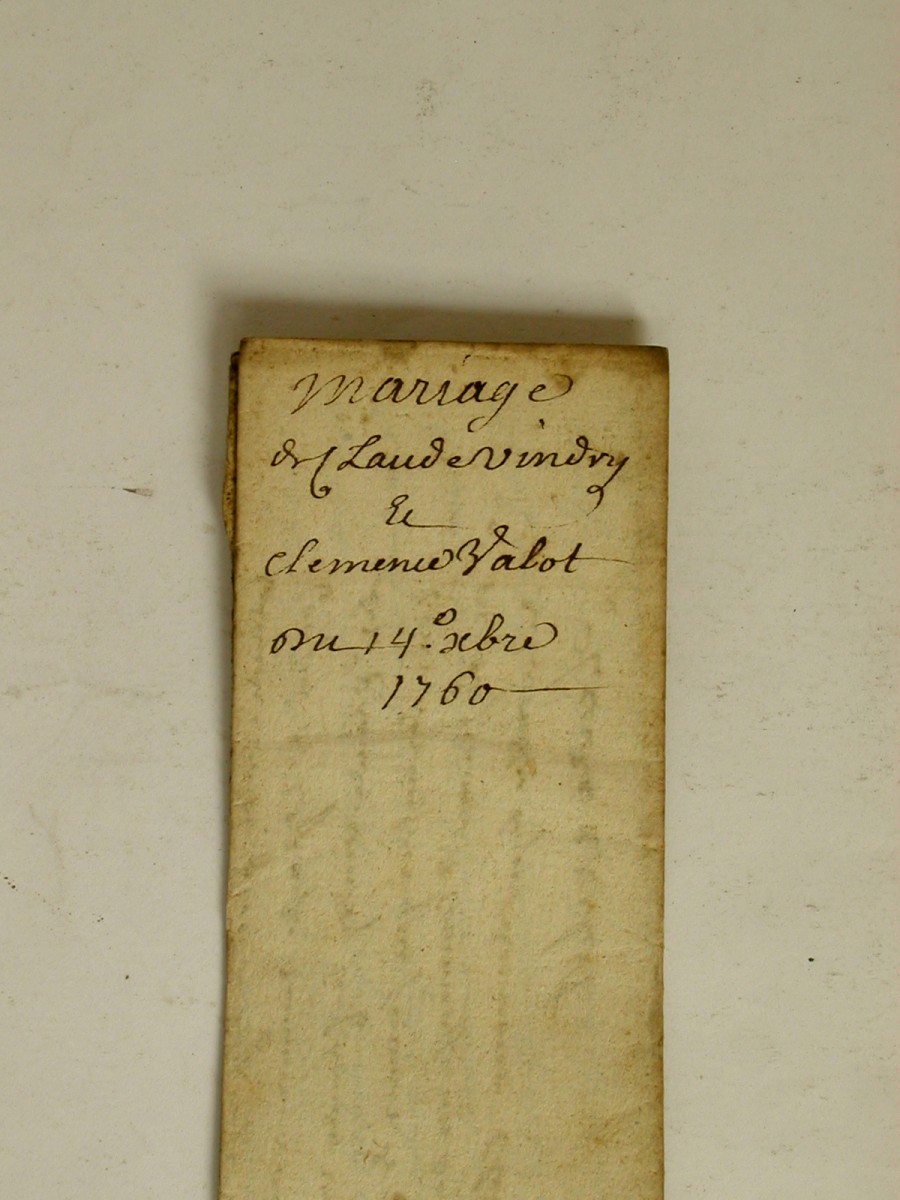 Mariage
de Claude Vindry
Et
Clemence Valot
Du 14.° xbre
1760